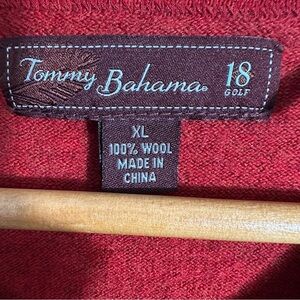 Tommy Bahama® 18
GOLF
XL
100% WOOL
MADE IN
CHINA